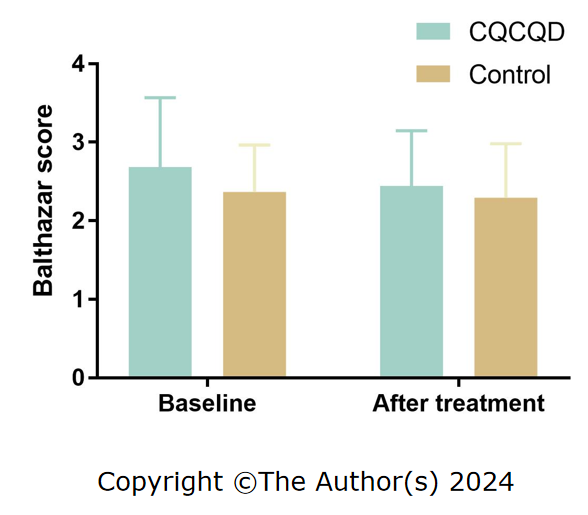 CQCQD
Control
Balthazar score
4
3
2
1
0
Baseline
After treatment
Copyright ©The Author(s) 2024